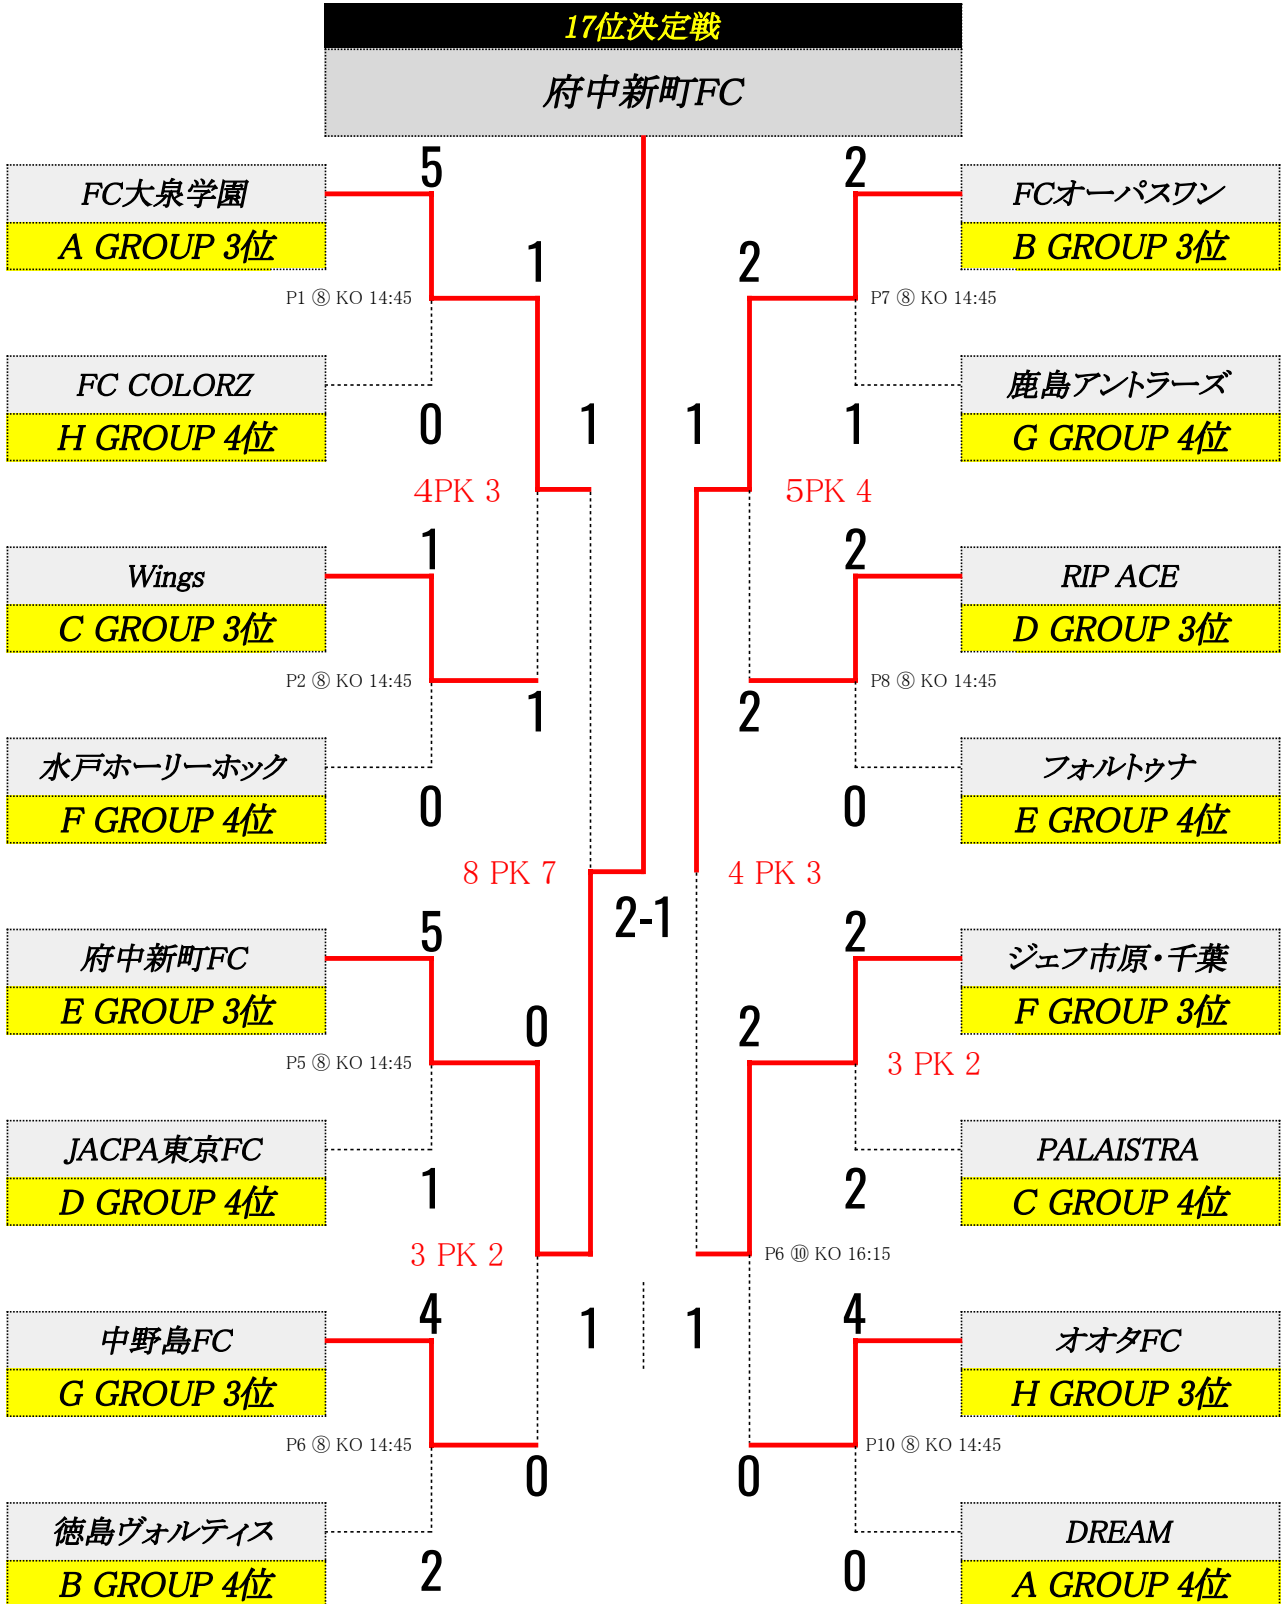 17位決定戦
府中新町FC
5
2
FC大泉学園
A GROUP 3位
FCオーパスワン
B GROUP 3位
1
2
P1 ⑧ KO 14:45
P7 ⑧ KO 14:45
FC COLORZ
H GROUP 4位
鹿島アントラーズ
G GROUP 4位
0
1
1
1
4PK 3
5PK 4
1
2
Wings
C GROUP 3位
RIP ACE
D GROUP 3位
P2 ⑧ KO 14:45
P8 ⑧ KO 14:45
1
2
水戸ホーリーホック
F GROUP 4位
フォルトゥナ
E GROUP 4位
0
0
8 PK 7
4 PK 3
2-1
5
2
府中新町FC
E GROUP 3位
ジェフ市原・千葉
F GROUP 3位
0
2
P5 ⑧ KO 14:45
3 PK 2
JACPA東京FC
D GROUP 4位
PALAISTRA
C GROUP 4位
1
2
3 PK 2
P6 ⑩ KO 16:15
4
1
1
4
中野島FC
G GROUP 3位
オオタFC
H GROUP 3位
P6 ⑧ KO 14:45
P10 ⑧ KO 14:45
0
0
徳島ヴォルティス
B GROUP 4位
DREAM
A GROUP 4位
2
0